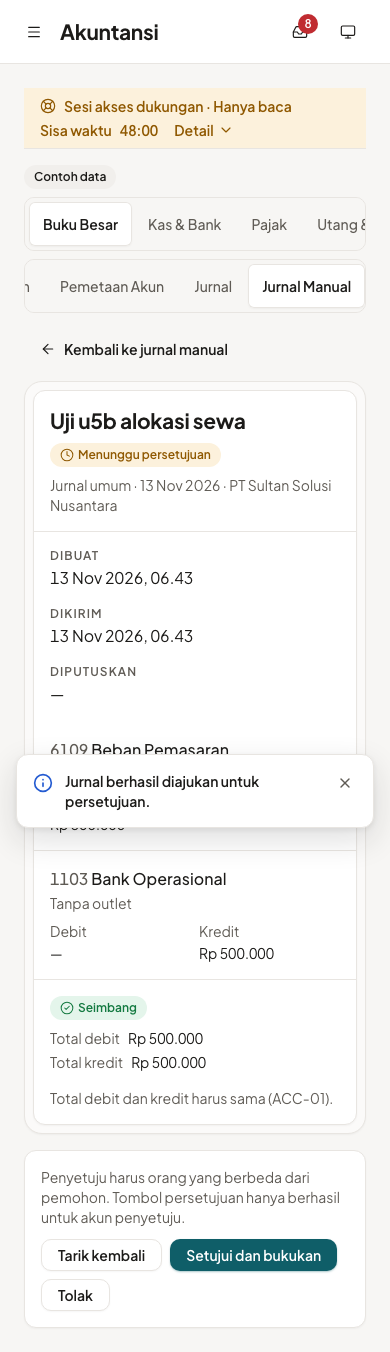 Akuntansi
8
Sesi akses dukungan · Hanya baca
Sisa waktu 48:00 Detail
Contoh data
Buku Besar Kas & Bank Pajak Utang &
Pemetaan Akun Jurnal Jurnal Manual
Kembali ke jurnal manual
Uji u5b alokasi sewa
Menunggu persetujuan
Jurnal umum · 13 Nov 2026 · PT Sultan Solusi
Nusantara
DIBUAT
13 Nov 2026, 06.43
DIKIRIM
13 Nov 2026, 06.43
DIPUTUSKAN
—
6109 Beban Pemasaran
Jurnal berhasil diajukan untuk
persetujuan.
1103 Bank Operasional
Tanpa outlet
Debit Kredit
— Rp 500.000
Seimbang
Total debit Rp 500.000
Total kredit Rp 500.000
Total debit dan kredit harus sama (ACC-01).
Penyetuju harus orang yang berbeda dari
pemohon. Tombol persetujuan hanya berhasil
untuk akun penyetuju.
Tarik kembali Setujui dan bukukan
Tolak